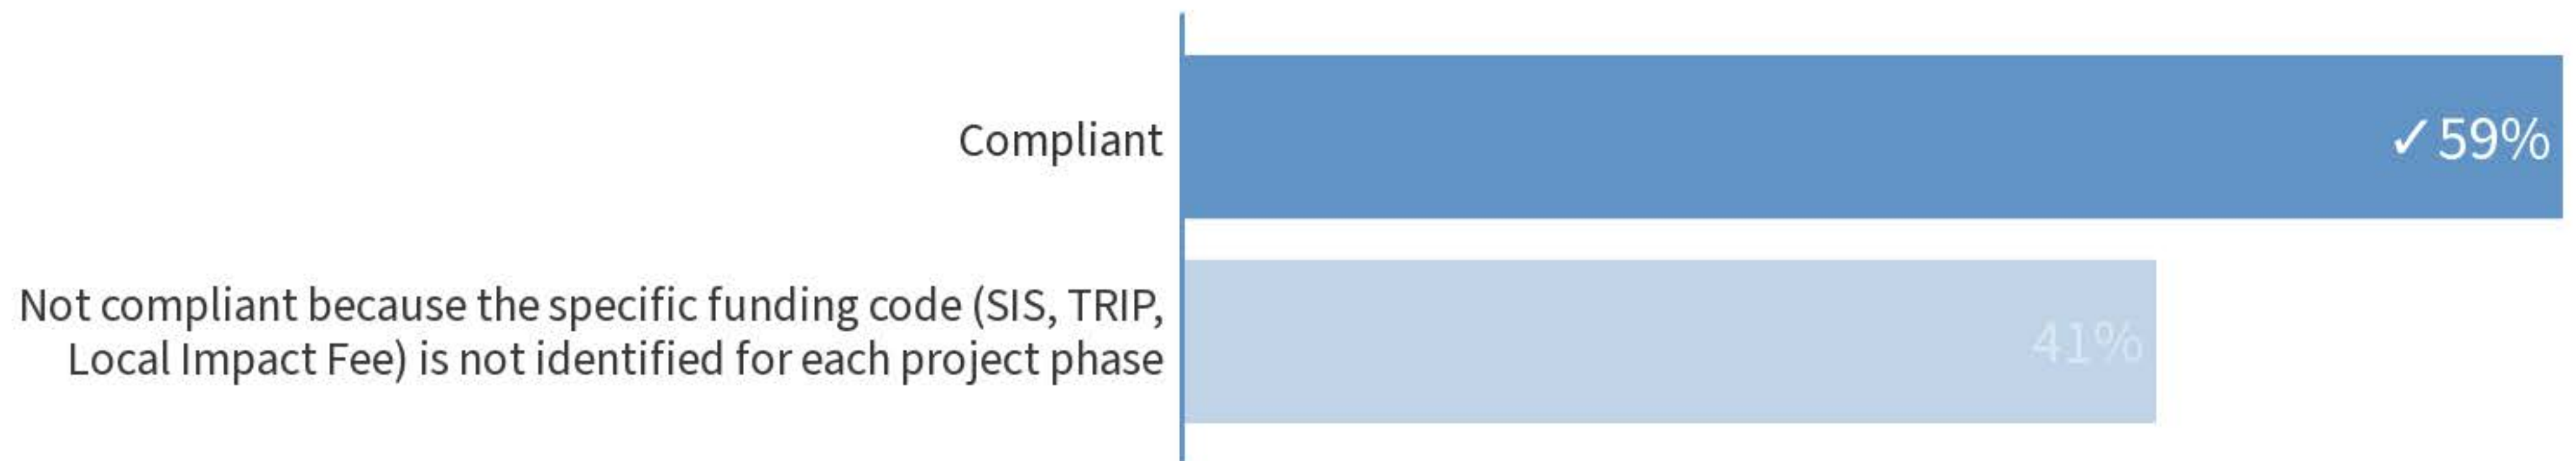 Compliant
✓59%
Not compliant because the specific funding code (SIS, TRIP,
Local Impact Fee) is not identified for each project phase
41%